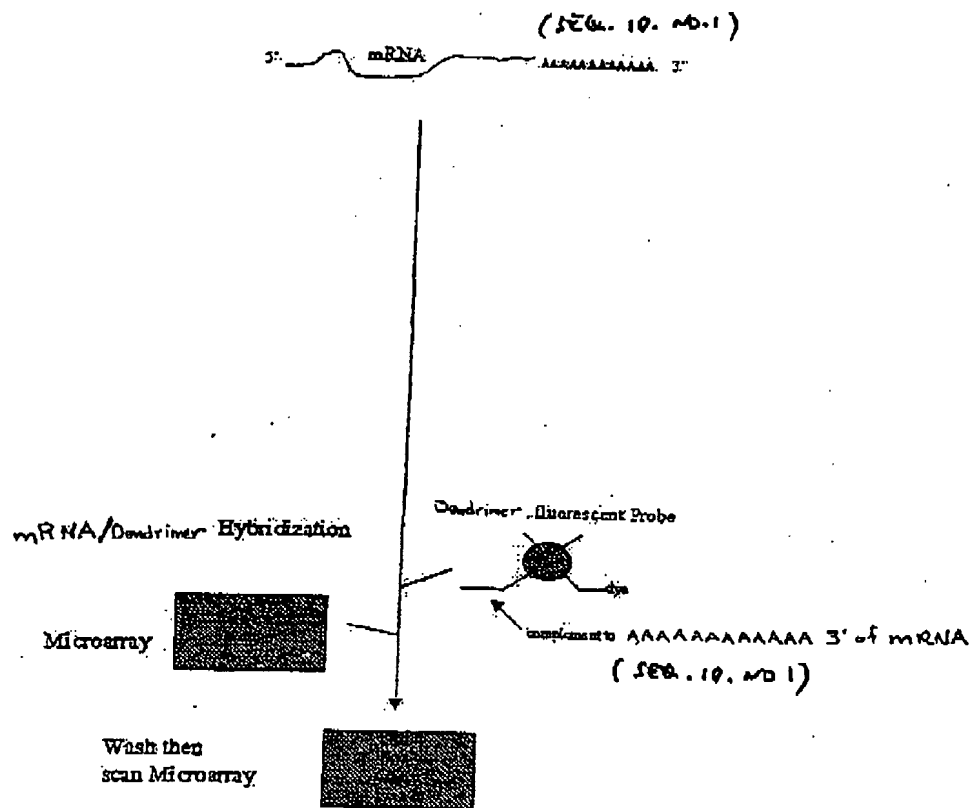 (SEQ. ID. NO.1)
5' mRNA AAAAAAAAAAAA 3'
Dendrimer fluorescent Probe
mRNA/Dendrimer Hybridization
dye
Microarray
complement to AAAAAAAAAAAA 3' of mRNA
(SEQ. ID. NO 1)
Wash then
scan Microarray